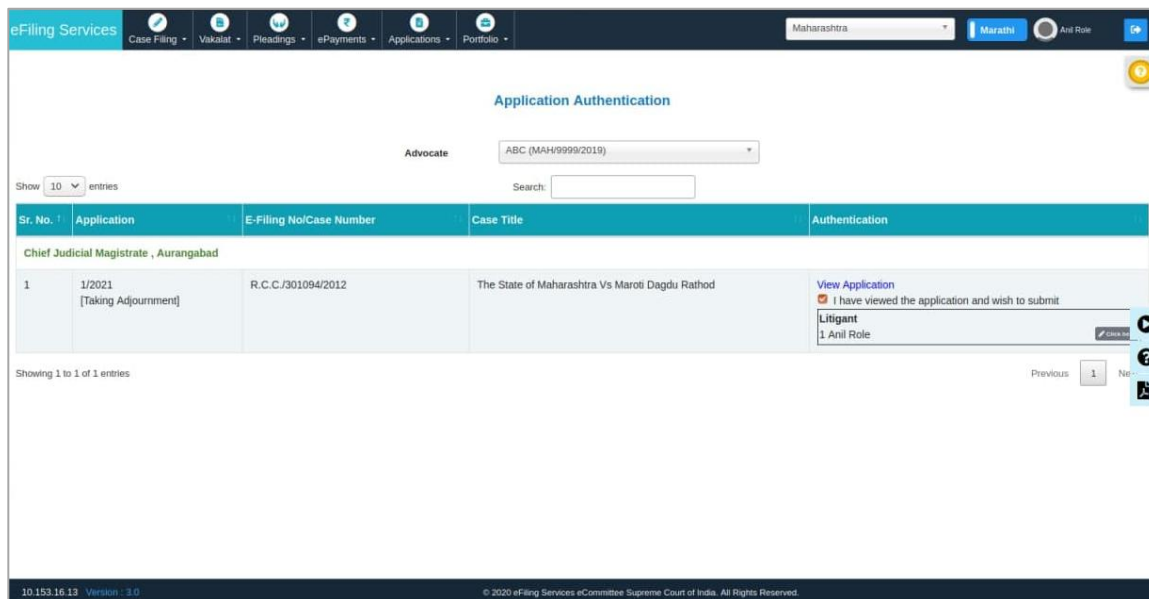 eFiling Services
Case Filing
Vakalat
Pleadings
ePayments
Applications
Portfolio
Maharashtra
Marathi
Anil Role
Application Authentication
Advocate
ABC (MAH/9999/2019)
Show 10 entries
Search:
Sr. No.
Application
E-Filing No/Case Number
Case Title
Authentication
Chief Judicial Magistrate , Aurangabad
1
1/2021
[Taking Adjournment]
R.C.C./301094/2012
The State of Maharashtra Vs Maroti Dagdu Rathod
View Application
I have viewed the application and wish to submit
Litigant
1 Anil Role
Click
Showing 1 to 1 of 1 entries
Previous 1
10.153.16.13 Version : 3.0
© 2020 eFiling Services eCommittee Supreme Court of India. All Rights Reserved.